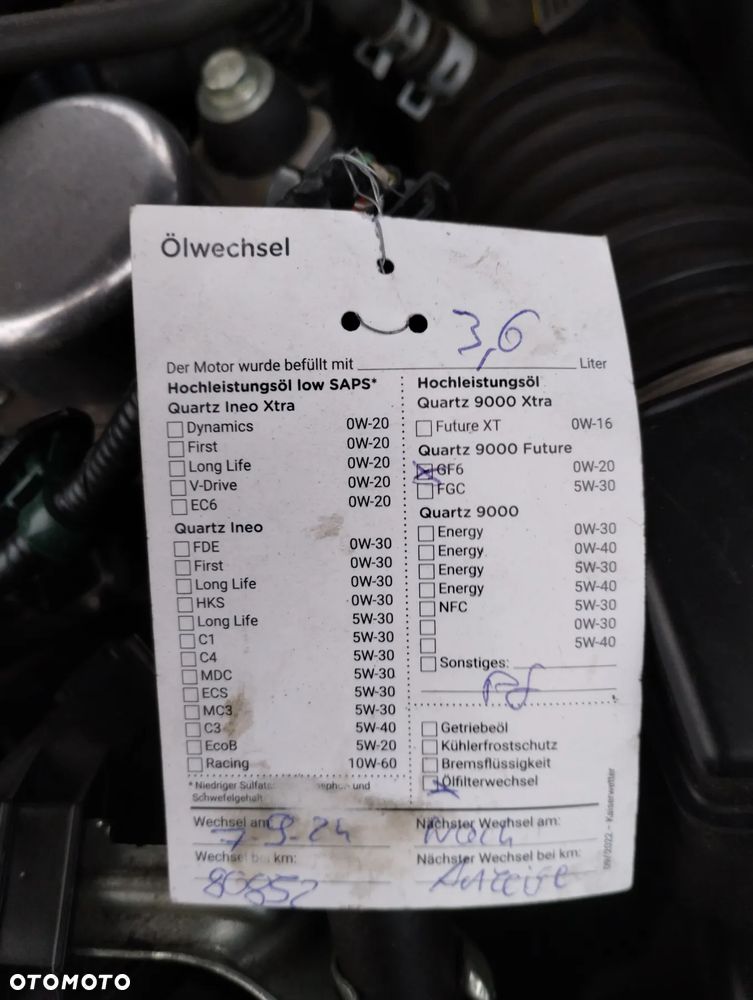 Ölwechsel
Der Motor wurde befüllt mit 3,6 Liter
Hochleistungsöl low SAPS*
Quartz Ineo Xtra
Dynamics 0W-20
First 0W-20
Long Life 0W-20
V-Drive 0W-20
EC6 0W-20
Quartz Ineo
FDE 0W-30
First 0W-30
Long Life 0W-30
HKS 0W-30
Long Life 5W-30
C1 5W-30
C4 5W-30
MDC 5W-30
ECS 5W-30
MC3 5W-30
C3 5W-40
EcoB 5W-20
Racing 10W-60
* Niedriger und
Schwefelgehalt
Hochleistungsöl
Quartz 9000 Xtra
Future XT 0W-16
Quartz 9000 Future
GF6 0W-20
FGC 5W-30
Quartz 9000
Energy 0W-30
Energy 0W-40
Energy 5W-30
Energy 5W-40
NFC 5W-30
0W-30
5W-40
Sonstiges:
Getriebeöl
Kühlerfrostschutz
Bremsflüssigkeit
Ölfilterwechsel
Wechsel am: 7-9-24
Nächster Wechsel am: Nach
Wechsel bei km: 80852
Nächster Wechsel bei km: Anzeige
09/2022 – Kaiserwetter
OTOMOTO